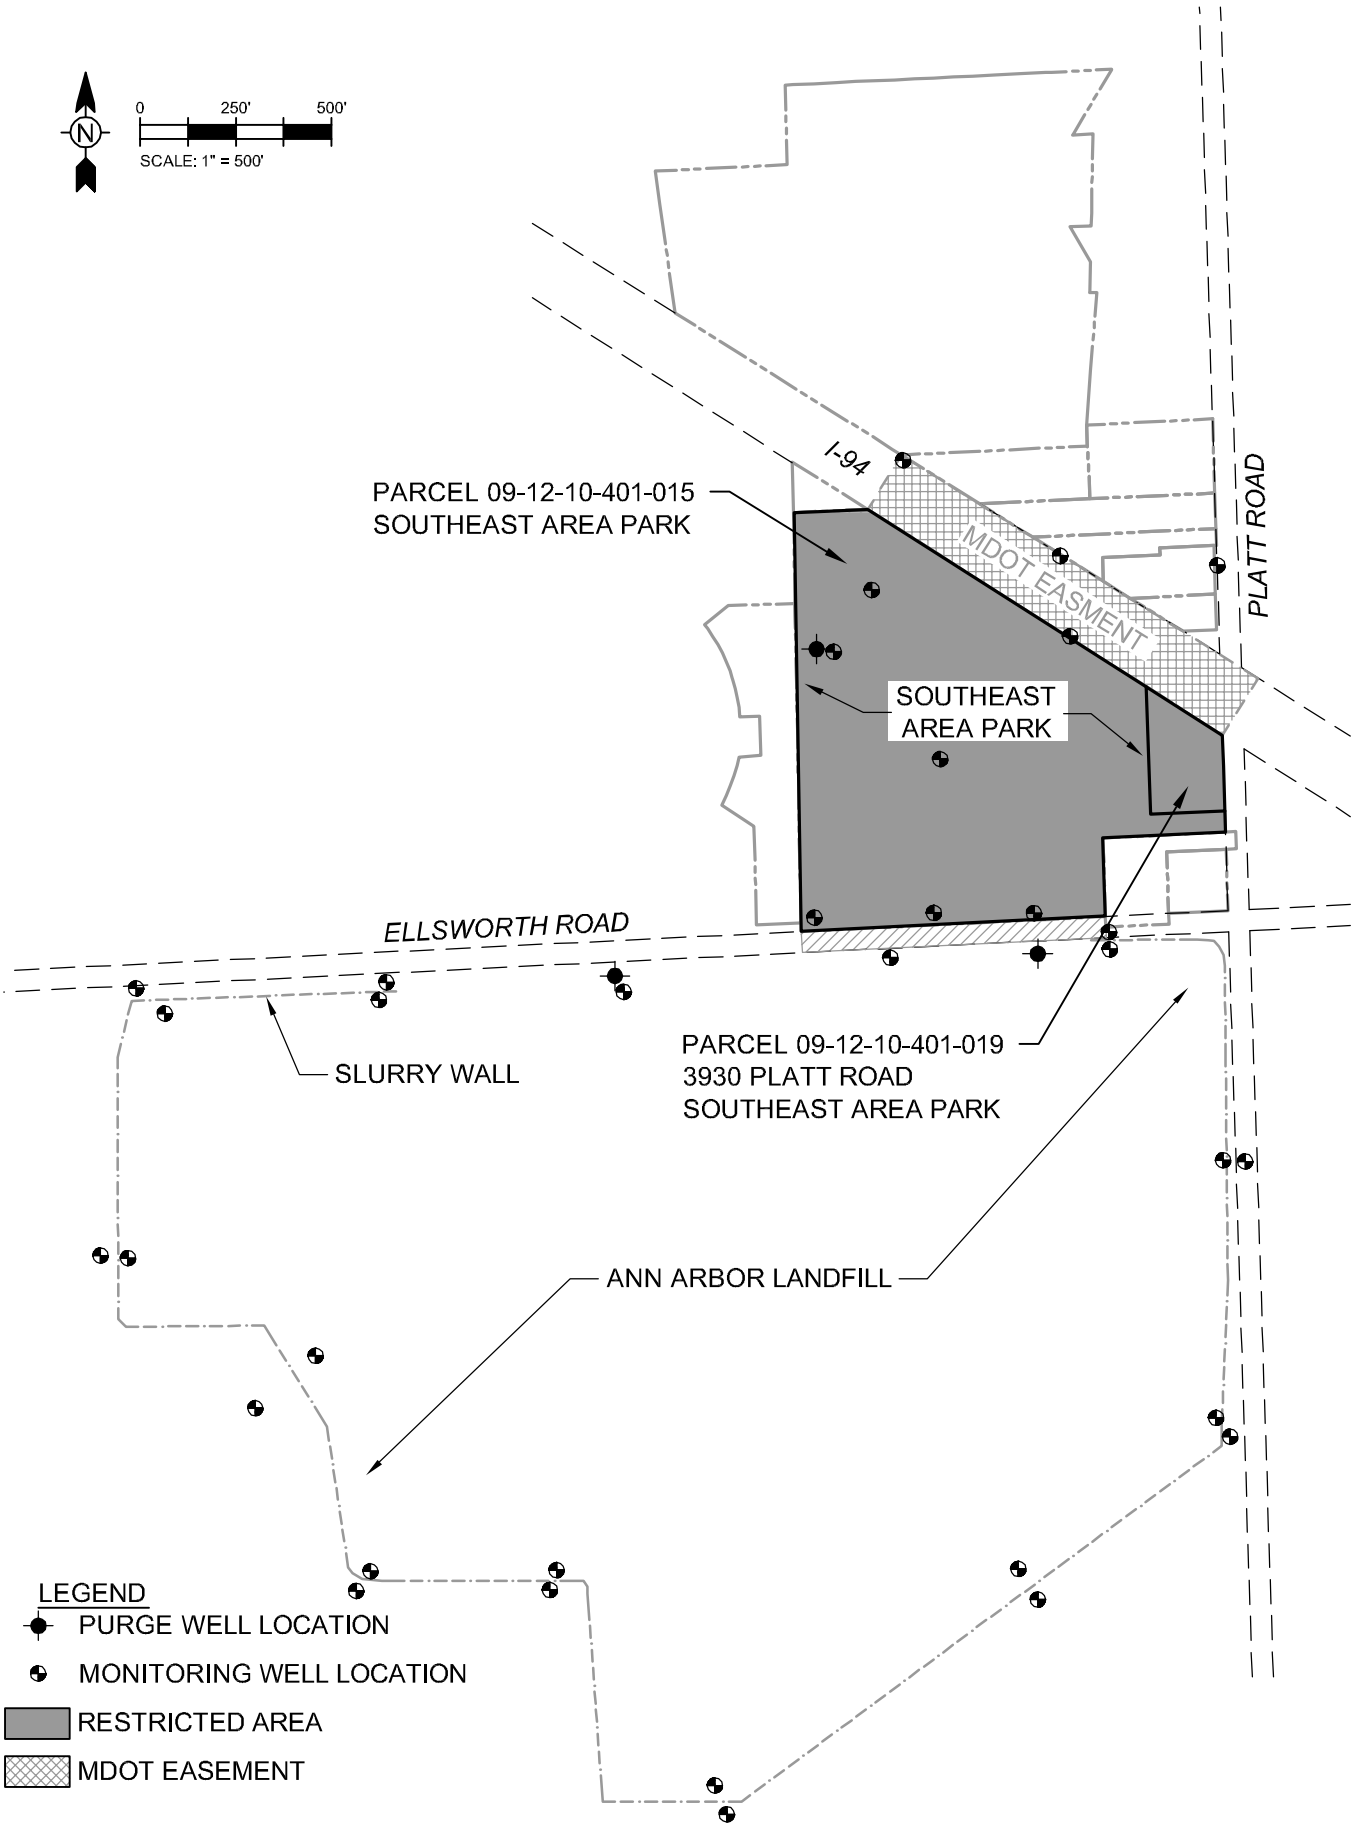 0 250' 500'
N
SCALE: 1" = 500'
I-94
PLATT ROAD
PARCEL 09-12-10-401-015
SOUTHEAST AREA PARK
MDOT EASMENT
SOUTHEAST
AREA PARK
ELLSWORTH ROAD
SLURRY WALL
PARCEL 09-12-10-401-019
3930 PLATT ROAD
SOUTHEAST AREA PARK
ANN ARBOR LANDFILL
LEGEND
PURGE WELL LOCATION
MONITORING WELL LOCATION
RESTRICTED AREA
MDOT EASEMENT